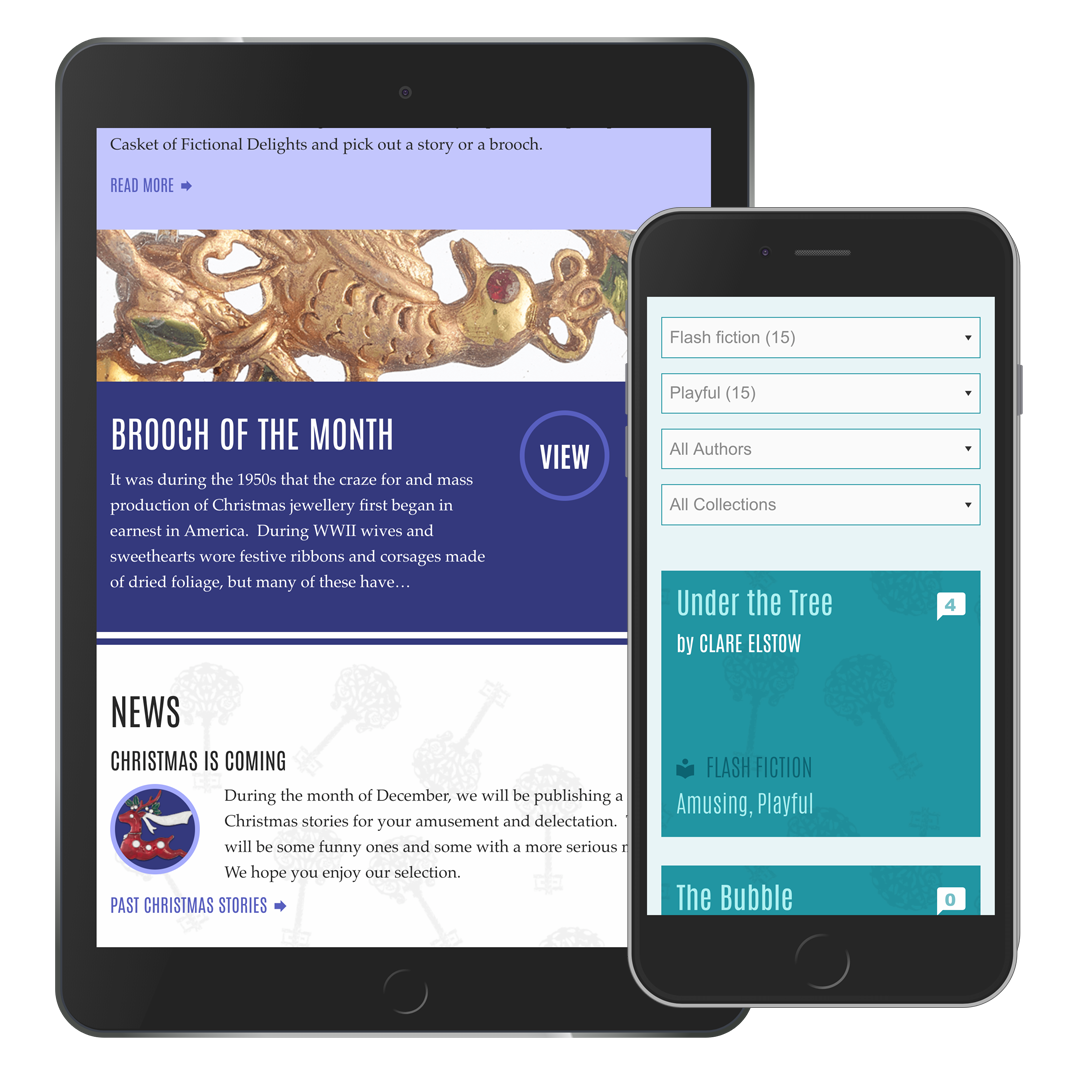 Casket of Fictional Delights and pick out a story or a brooch.
READ MORE
BROOCH OF THE MONTH
VIEW
It was during the 1950s that the craze for and mass
production of Christmas jewellery first began in
earnest in America.  During WWII wives and
sweethearts wore festive ribbons and corsages made
of dried foliage, but many of these have…
NEWS
CHRISTMAS IS COMING
During the month of December, we will be publishing a
Christmas stories for your amusement and delectation.
will be some funny ones and some with a more serious
We hope you enjoy our selection.
PAST CHRISTMAS STORIES
Flash fiction (15)
Playful (15)
All Authors
All Collections
Under the Tree
4
by CLARE ELSTOW
FLASH FICTION
Amusing, Playful
The Bubble
0